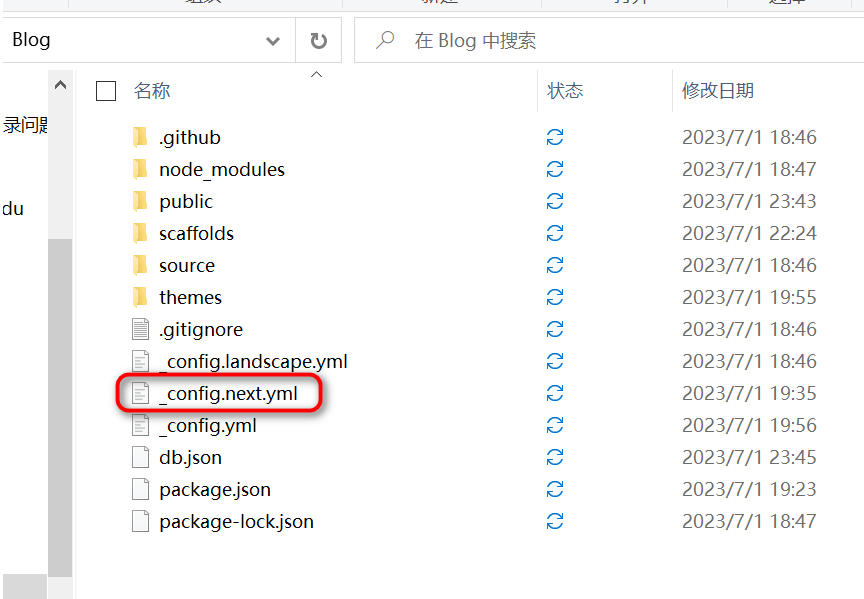 Blog
在 Blog 中搜索
名称 状态 修改日期
录问题
du
.github 2023/7/1 18:46
node_modules 2023/7/1 18:47
public 2023/7/1 23:43
scaffolds 2023/7/1 22:24
source 2023/7/1 18:46
themes 2023/7/1 19:55
.gitignore 2023/7/1 18:46
_config.landscape.yml 2023/7/1 18:46
_config.next.yml 2023/7/1 19:35
_config.yml 2023/7/1 19:56
db.json 2023/7/1 23:45
package.json 2023/7/1 19:23
package-lock.json 2023/7/1 18:47